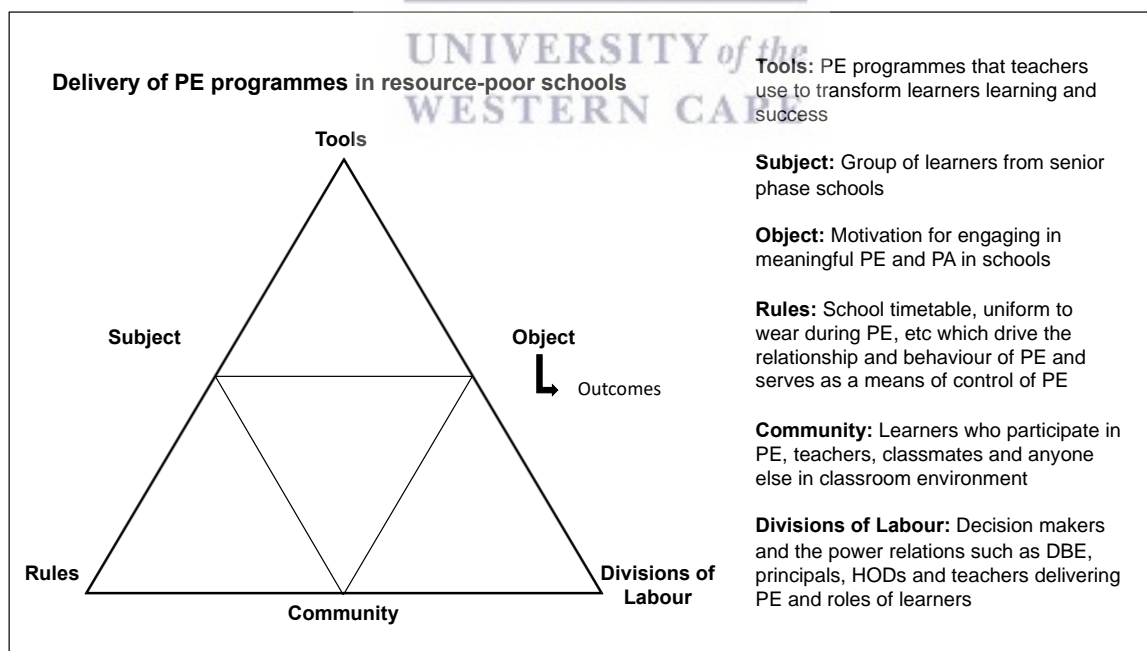 UNIVERSITY of the
WESTERN CAPE
Delivery of PE programmes in resource-poor schools
Tools
Subject
Object
Outcomes
Rules
Community
Divisions of
Labour
Tools: PE programmes that teachers
use to transform learners learning and
success
Subject: Group of learners from senior
phase schools
Object: Motivation for engaging in
meaningful PE and PA in schools
Rules: School timetable, uniform to
wear during PE, etc which drive the
relationship and behaviour of PE and
serves as a means of control of PE
Community: Learners who participate in
PE, teachers, classmates and anyone
else in classroom environment
Divisions of Labour: Decision makers
and the power relations such as DBE,
principals, HODs and teachers delivering
PE and roles of learners